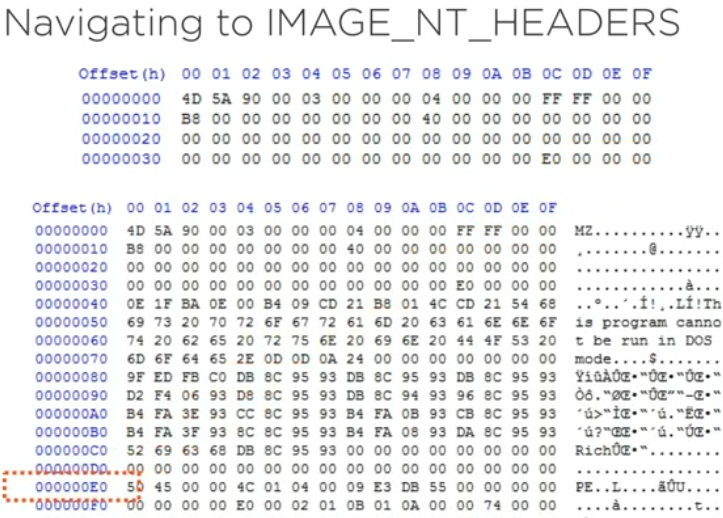 Navigating to IMAGE_NT_HEADERS
Offset(h) 00 01 02 03 04 05 06 07 08 09 0A 0B 0C 0D 0E 0F
00000000 4D 5A 90 00 03 00 00 00 04 00 00 00 FF FF 00 00
00000010 B8 00 00 00 00 00 00 00 40 00 00 00 00 00 00 00
00000020 00 00 00 00 00 00 00 00 00 00 00 00 00 00 00 00
00000030 00 00 00 00 00 00 00 00 00 00 00 00 E0 00 00 00
Offset(h) 00 01 02 03 04 05 06 07 08 09 0A 0B 0C 0D 0E 0F
00000000 4D 5A 90 00 03 00 00 00 04 00 00 00 FF FF 00 00 MZ..........ÿÿ..
00000010 B8 00 00 00 00 00 00 00 40 00 00 00 00 00 00 00 ¸.......@.......
00000020 00 00 00 00 00 00 00 00 00 00 00 00 00 00 00 00 ................
00000030 00 00 00 00 00 00 00 00 00 00 00 00 E0 00 00 00 ............à...
00000040 0E 1F BA 0E 00 B4 09 CD 21 B8 01 4C CD 21 54 68 ..º..´.Í!¸.LÍ!Th
00000050 69 73 20 70 72 6F 67 72 61 6D 20 63 61 6E 6E 6F is program canno
00000060 74 20 62 65 20 72 75 6E 20 69 6E 20 44 4F 53 20 t be run in DOS
00000070 6D 6F 64 65 2E 0D 0D 0A 24 00 00 00 00 00 00 00 mode....$.......
00000080 9F ED FB C0 DB 8C 95 93 DB 8C 95 93 DB 8C 95 93 ŸíûÀÛŒ•“ÛŒ•“ÛŒ•“
00000090 D2 F4 06 93 D8 8C 95 93 DB 8C 94 93 96 8C 95 93 Òô.“ØŒ•“ÛŒ”“–Œ•“
000000A0 B4 FA 3E 93 CC 8C 95 93 B4 FA 0B 93 CB 8C 95 93 ´ú>“ÌŒ•“´ú.“ËŒ•“
000000B0 B4 FA 3F 93 8C 8C 95 93 B4 FA 08 93 DA 8C 95 93 ´ú?“ŒŒ•“´ú.“ÚŒ•“
000000C0 52 69 63 68 DB 8C 95 93 00 00 00 00 00 00 00 00 RichÛŒ•“........
000000D0 00 00 00 00 00 00 00 00 00 00 00 00 00 00 00 00 ................
000000E0 50 45 00 00 4C 01 04 00 09 E3 DB 55 00 00 00 00 PE..L....ãÛU....
000000F0 00 00 00 00 E0 00 02 01 0B 01 0A 00 00 74 00 00 ....à........t..